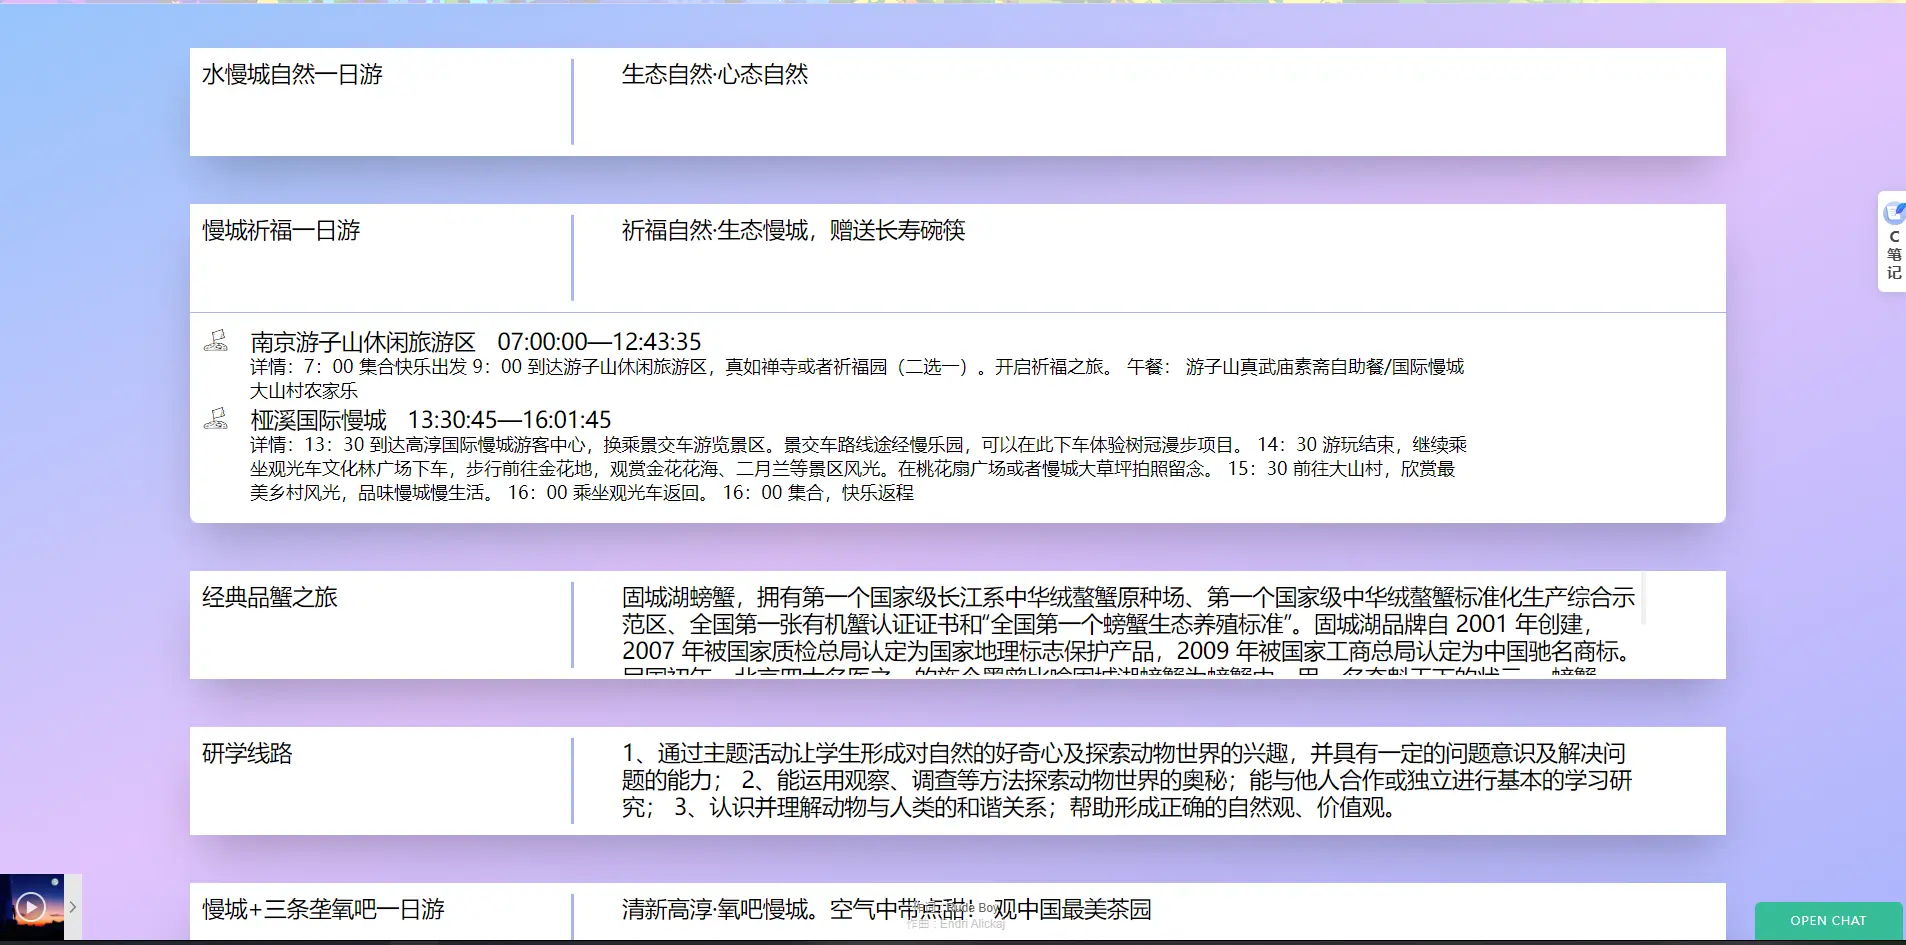 水慢城自然一日游
生态自然·心态自然
慢城祈福一日游
祈福自然·生态慢城，赠送长寿碗筷
C
笔
记
南京游子山休闲旅游区 07:00:00—12:43:35
详情：7：00 集合快乐出发 9：00 到达游子山休闲旅游区，真如禅寺或者祈福园（二选一）。开启祈福之旅。 午餐： 游子山真武庙素斋自助餐/国际慢城
大山村农家乐
桠溪国际慢城 13:30:45—16:01:45
详情：13：30 到达高淳国际慢城游客中心，换乘景交车游览景区。景交车路线途经慢乐园，可以在此下车体验树冠漫步项目。 14：30 游玩结束，继续乘
坐观光车文化林广场下车，步行前往金花地，观赏金花花海、二月兰等景区风光。在桃花扇广场或者慢城大草坪拍照留念。 15：30 前往大山村，欣赏最
美乡村风光，品味慢城慢生活。 16：00 乘坐观光车返回。 16：00 集合，快乐返程
经典品蟹之旅
固城湖螃蟹，拥有第一个国家级长江系中华绒螯蟹原种场、第一个国家级中华绒螯蟹标准化生产综合示
范区、全国第一张有机蟹认证证书和“全国第一个螃蟹生态养殖标准”。固城湖品牌自 2001 年创建，
2007 年被国家质检总局认定为国家地理标志保护产品，2009 年被国家工商总局认定为中国驰名商标。
研学线路
1、通过主题活动让学生形成对自然的好奇心及探索动物世界的兴趣，并具有一定的问题意识及解决问
题的能力； 2、能运用观察、调查等方法探索动物世界的奥秘；能与他人合作或独立进行基本的学习研
究； 3、认识并理解动物与人类的和谐关系；帮助形成正确的自然观、价值观。
慢城+三条垄氧吧一日游
清新高淳·氧吧慢城。空气中带点甜！ 观中国最美茶园
作曲 : Endri Alickaj
OPEN CHAT